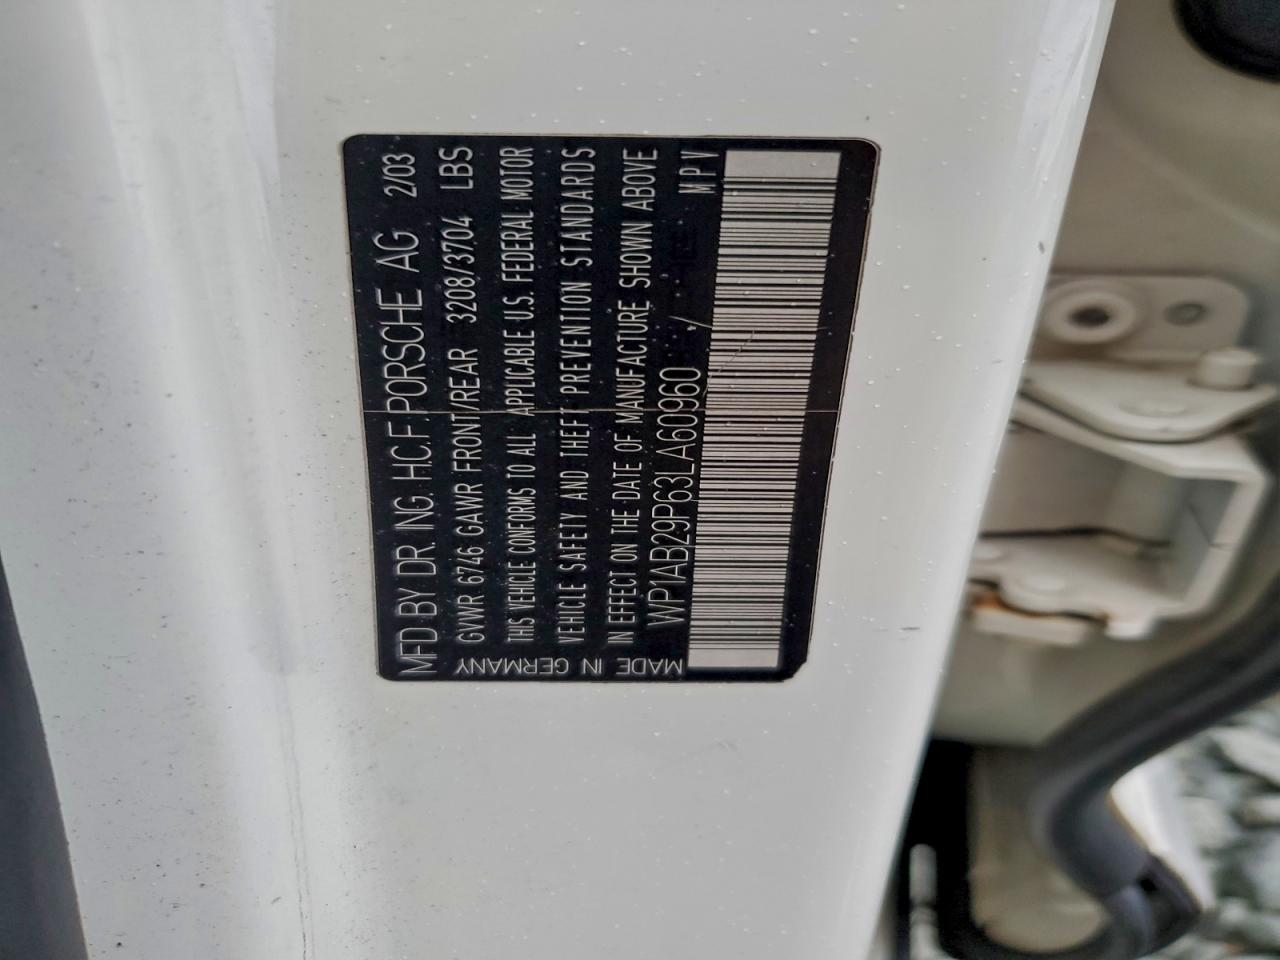 MFD BY DR. ING. H.C.F.PORSCHE AG 2/03
GVWR 6746 GAWR FRONT/REAR 3208/3704 LBS
THIS VEHICLE CONFORMS TO ALL APPLICABLE U.S. FEDERAL MOTOR
VEHICLE SAFETY AND THEFT PREVENTION STANDARDS
IN EFFECT ON THE DATE OF MANUFACTURE SHOWN ABOVE
WP1AB29P63LA60960 MPV
MADE IN GERMANY